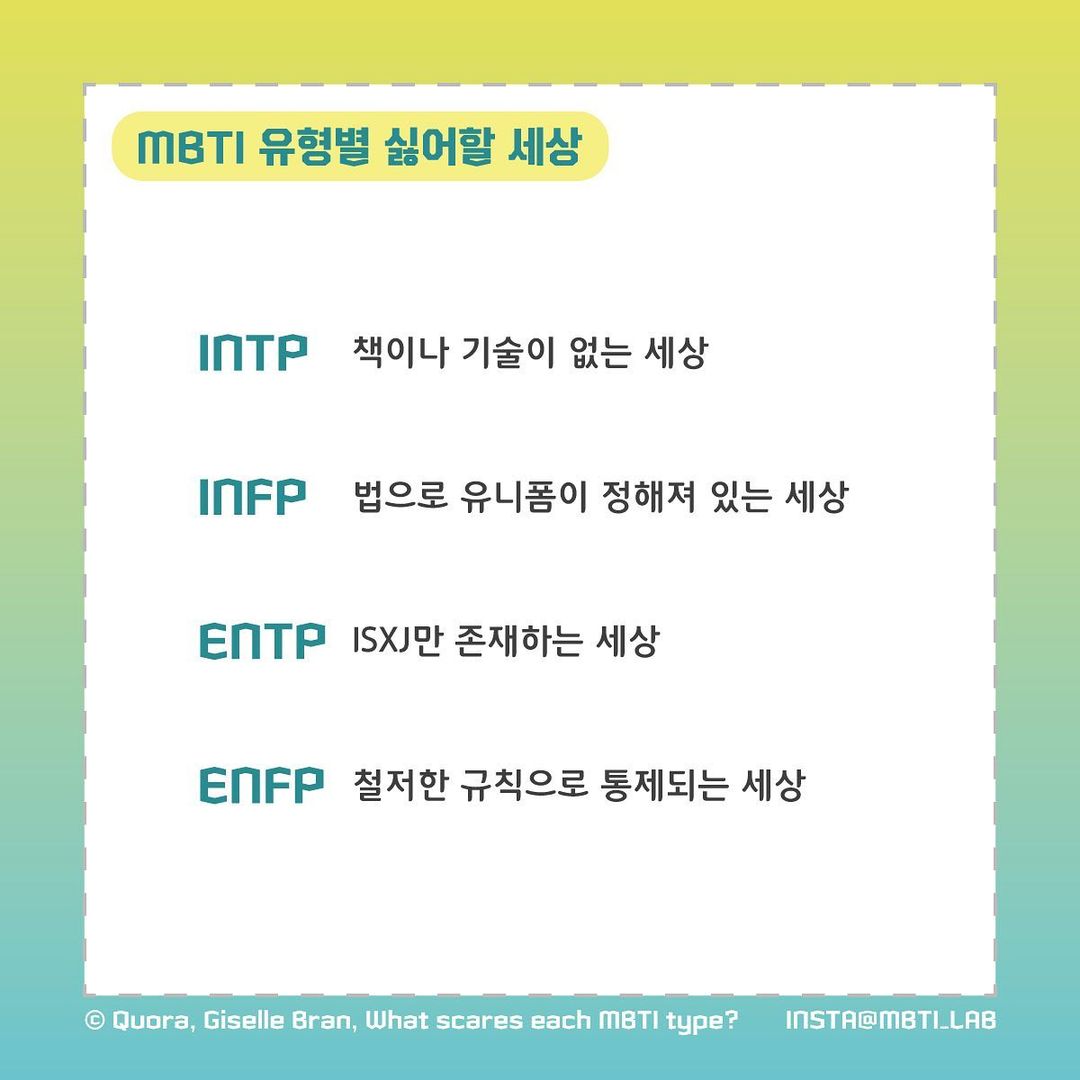 MBTI 유형별 싫어할 세상
INTP 책이나 기술이 없는 세상
INFP 법으로 유니폼이 정해져 있는 세상
ENTP ISXJ만 존재하는 세상
ENFP 철저한 규칙으로 통제되는 세상
© Quora, Giselle Bran, What scares each MBTI type? INSTA@MBTI_LAB